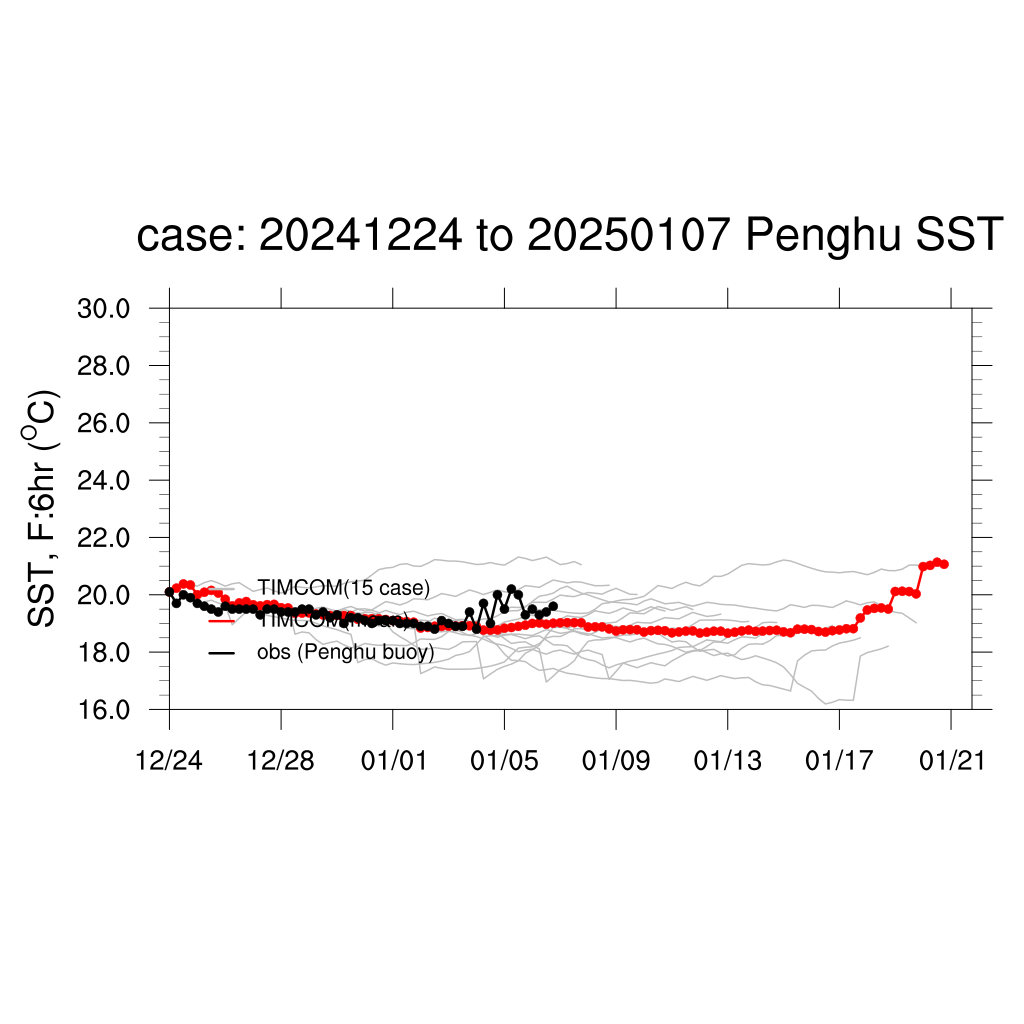 case: 20241224 to 20250107 Penghu SST
SST, F:6hr (°C)
30.0
28.0
26.0
24.0
22.0
20.0
18.0
16.0
TIMCOM(15 case)
obs (Penghu buoy)
12/24 12/28 01/01 01/05 01/09 01/13 01/17 01/21